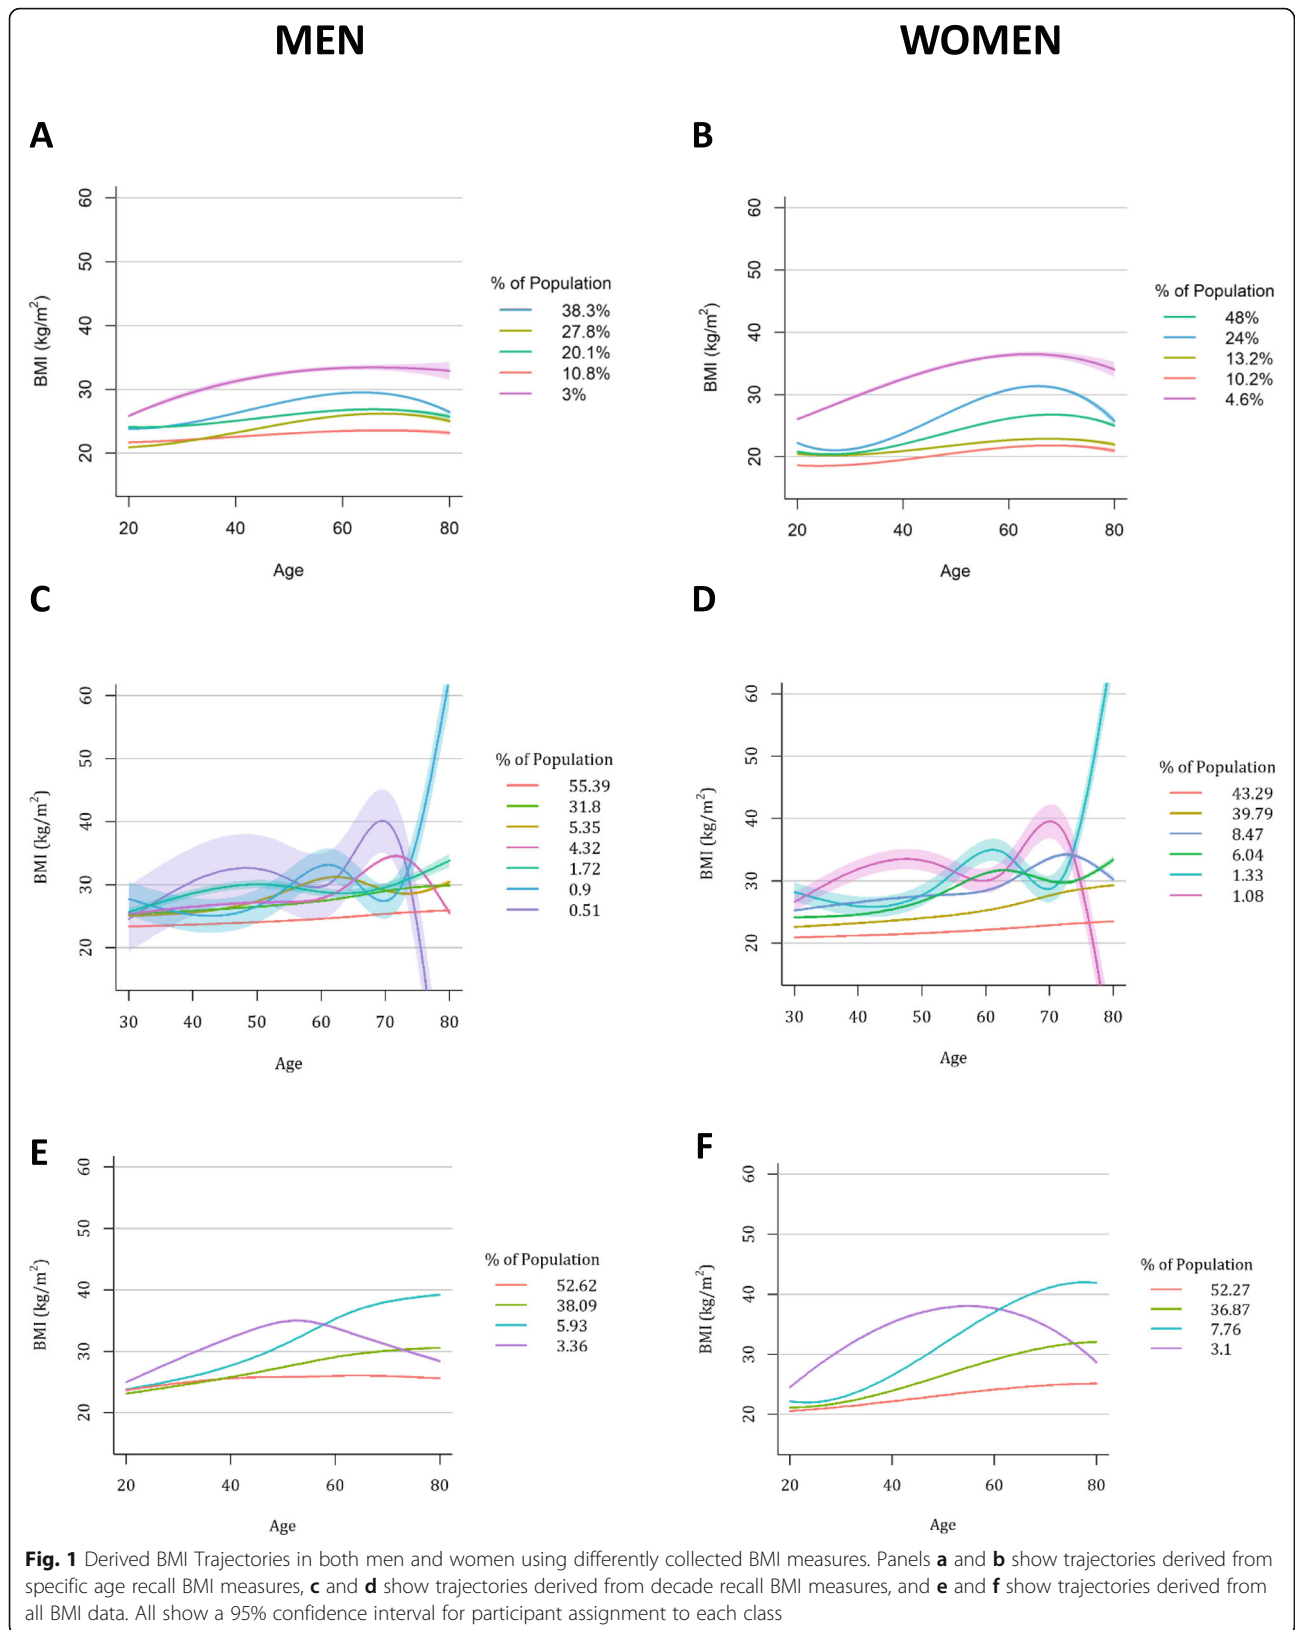 MEN
WOMEN
A
60
50
40
30
20
BMI (kg/m²)
20 40 60 80
Age
% of Population
38.3%
27.8%
20.1%
10.8%
3%
B
60
50
40
30
20
BMI (kg/m²)
20 40 60 80
Age
% of Population
48%
24%
13.2%
10.2%
4.6%
C
60
50
40
30
20
BMI (kg/m²)
30 40 50 60 70 80
Age
% of Population
55.39
31.8
5.35
4.32
1.72
0.9
0.51
D
60
50
40
30
20
BMI (kg/m²)
30 40 50 60 70 80
Age
% of Population
43.29
39.79
8.47
6.04
1.33
1.08
E
60
50
40
30
20
BMI (kg/m²)
20 40 60 80
Age
% of Population
52.62
38.09
5.93
3.36
F
60
50
40
30
20
BMI (kg/m²)
20 40 60 80
Age
% of Population
52.27
36.87
7.76
3.1
Fig. 1 Derived BMI Trajectories in both men and women using differently collected BMI measures. Panels a and b show trajectories derived from
specific age recall BMI measures, c and d show trajectories derived from decade recall BMI measures, and e and f show trajectories derived from
all BMI data. All show a 95% confidence interval for participant assignment to each class